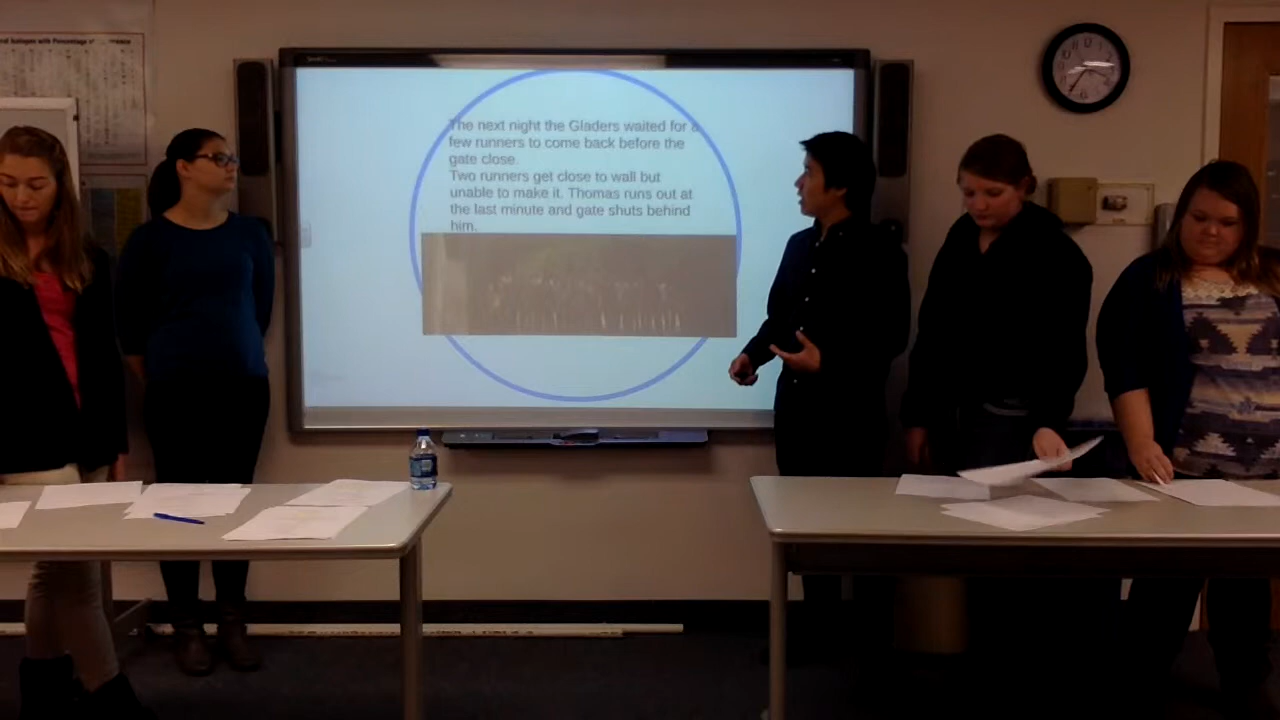 The next night the Gladers waited for a
few runners to come back before the
gate close.
Two runners get close to wall but
unable to make it. Thomas runs out at
the last minute and gate shuts behind
him.